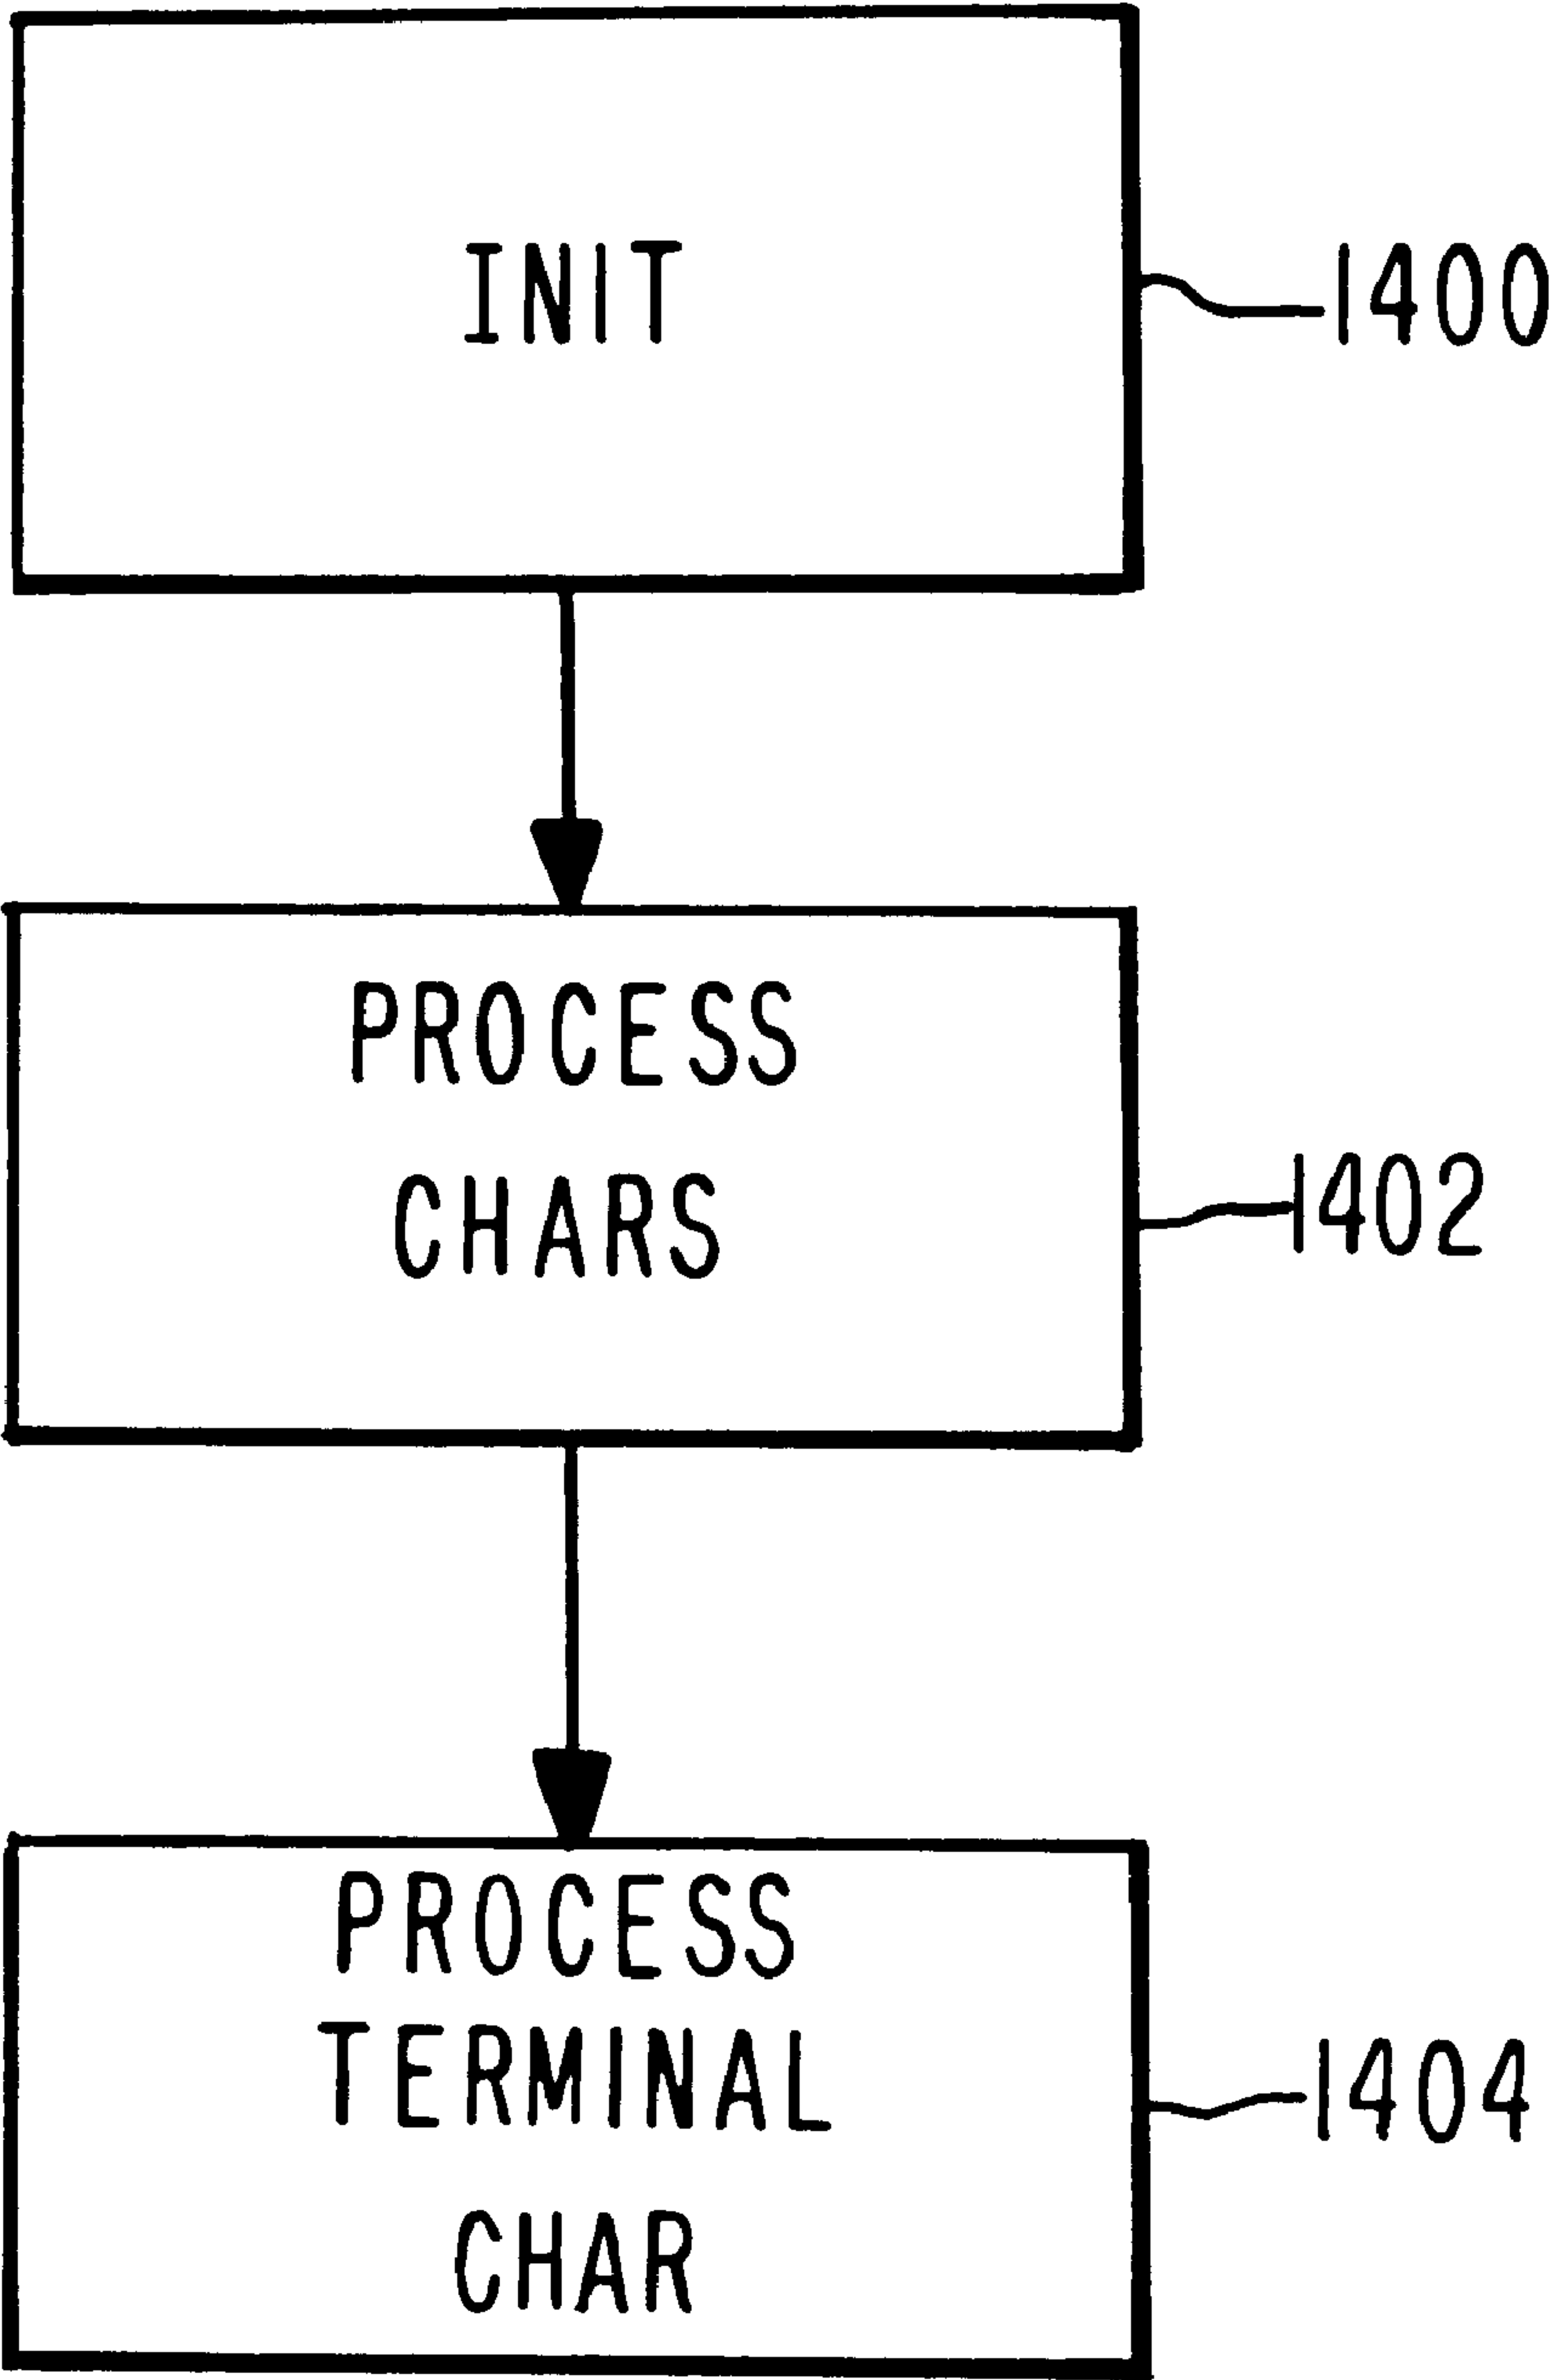 INIT
1400
PROCESS
CHARS
1402
PROCESS
TERMINAL
CHAR
1404